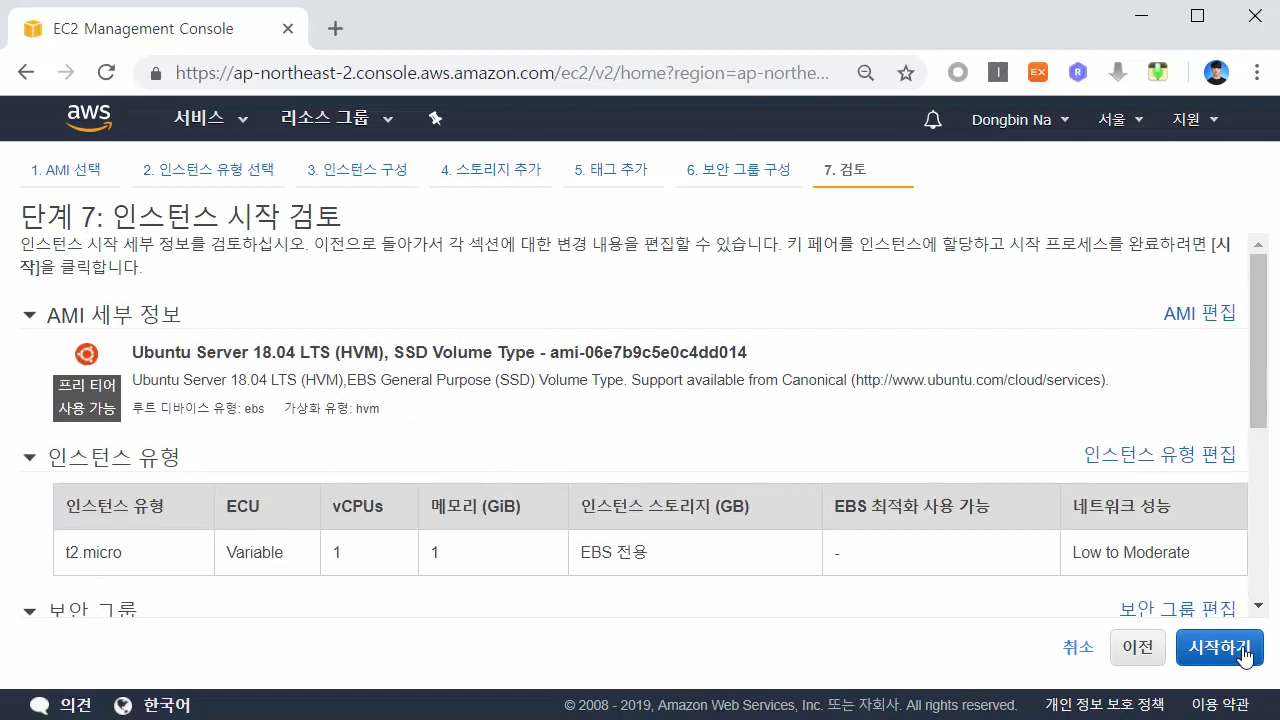 EC2 Management Console
https://ap-northeast-2.console.aws.amazon.com/ec2/v2/home?region=ap-northe...
EX
R
aws
서비스
리소스 그룹
Dongbin Na
서울
지원
1. AMI 선택
2. 인스턴스 유형 선택
3. 인스턴스 구성
4. 스토리지 추가
5. 태그 추가
6. 보안 그룹 구성
7. 검토
단계 7: 인스턴스 시작 검토
인스턴스 시작 세부 정보를 검토하십시오. 이전으로 돌아가서 각 섹션에 대한 변경 내용을 편집할 수 있습니다. 키 페어를 인스턴스에 할당하고 시작 프로세스를 완료하려면 [시
작]을 클릭합니다.
AMI 세부 정보
AMI 편집
Ubuntu Server 18.04 LTS (HVM), SSD Volume Type - ami-06e7b9c5e0c4dd014
프리 티어
사용 가능
Ubuntu Server 18.04 LTS (HVM),EBS General Purpose (SSD) Volume Type. Support available from Canonical (http://www.ubuntu.com/cloud/services).
루트 디바이스 유형: ebs 가상화 유형: hvm
인스턴스 유형
인스턴스 유형 편집
인스턴스 유형 ECU vCPUs 메모리 (GiB) 인스턴스 스토리지 (GB) EBS 최적화 사용 가능 네트워크 성능
t2.micro Variable 1 1 EBS 전용 - Low to Moderate
보안 그룹
보안 그룹 편집
취소
이전
시작하기
의견
한국어
© 2008 - 2019, Amazon Web Services, Inc. 또는 자회사. All rights reserved.
개인 정보 보호 정책
이용 약관